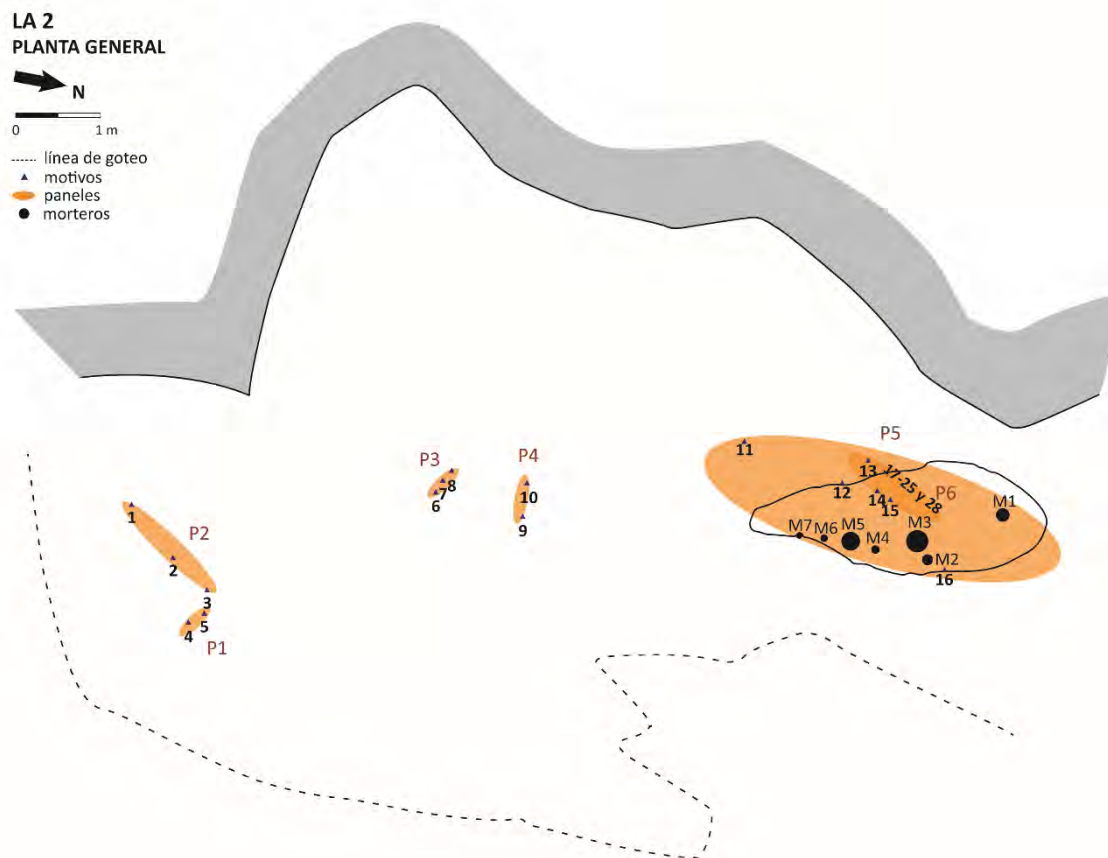 LA 2
PLANTA GENERAL
N
0 1 m
línea de goteo
motivos
paneles
morteros
11
P5
13
17-25 y 28
P3
8
P4
7
6
10
12
14
15
P6
M1
1
9
P2
M7
M6
M5
M4
M3
M2
2
16
3
4
5
P1